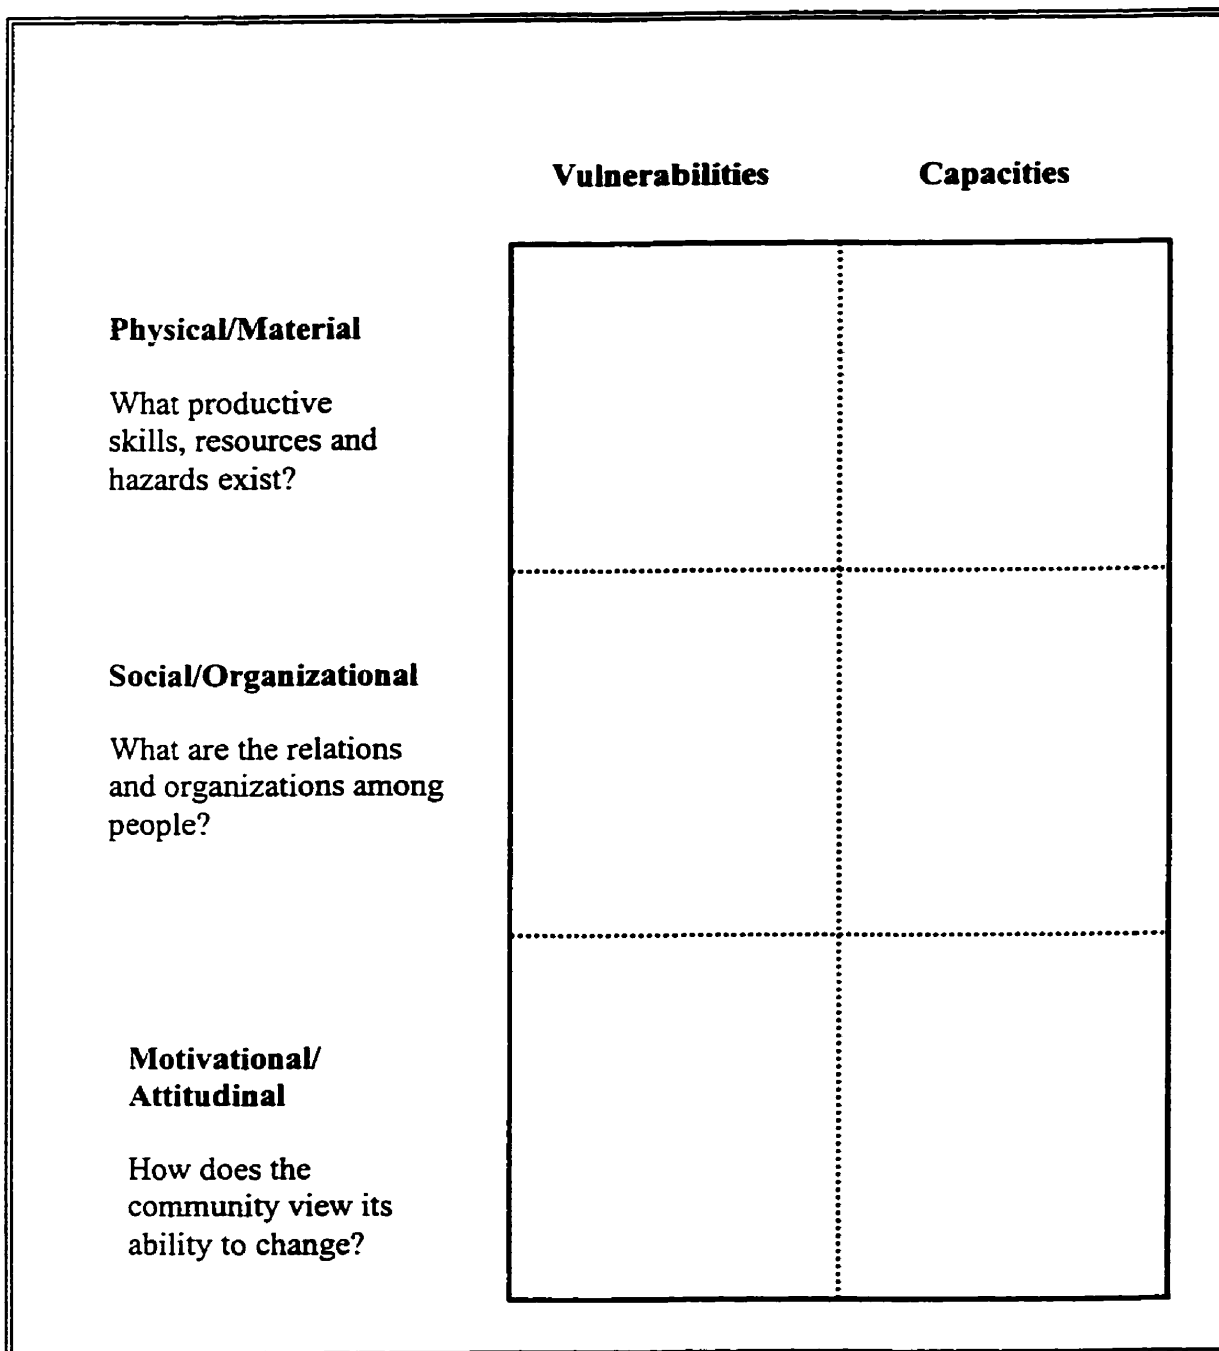 Vulnerabilities Capacities
Physical/Material
What productive
skills, resources and
hazards exist?
Social/Organizational
What are the relations
and organizations among
people?
Motivational/
Attitudinal
How does the
community view its
ability to change?